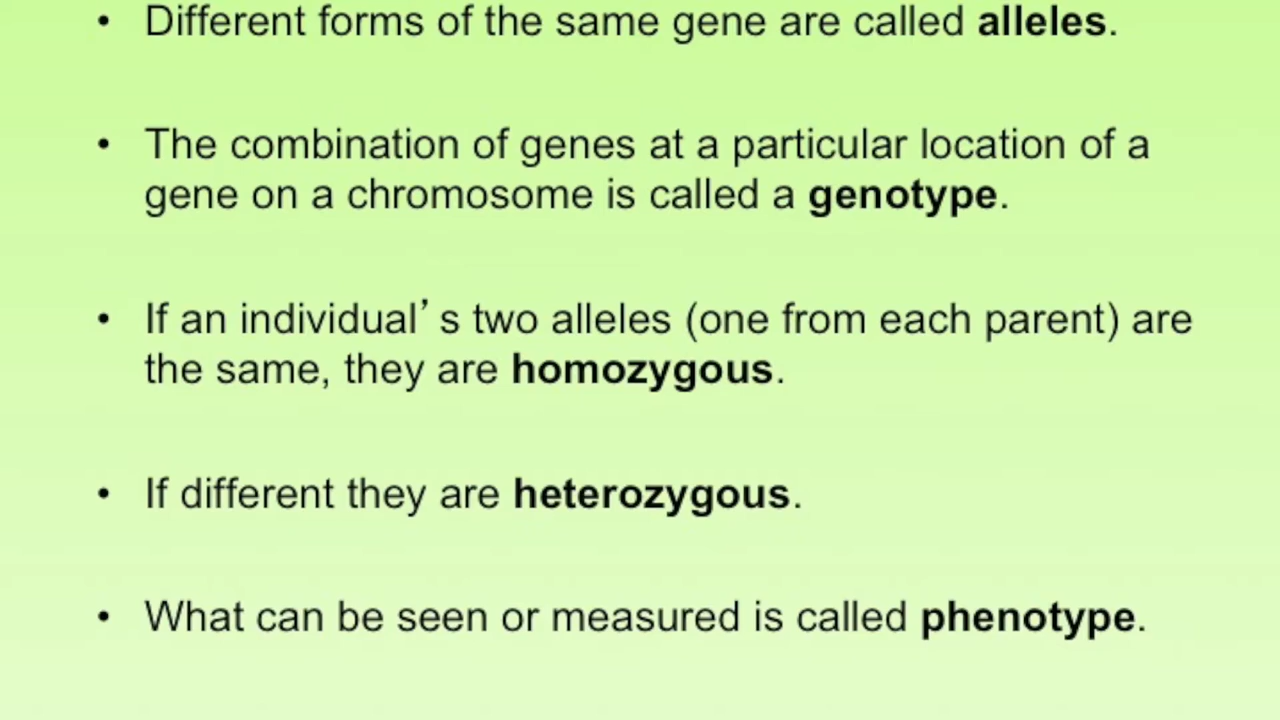 • Different forms of the same gene are called alleles.
• The combination of genes at a particular location of a
gene on a chromosome is called a genotype.
• If an individual’s two alleles (one from each parent) are
the same, they are homozygous.
• If different they are heterozygous.
• What can be seen or measured is called phenotype.